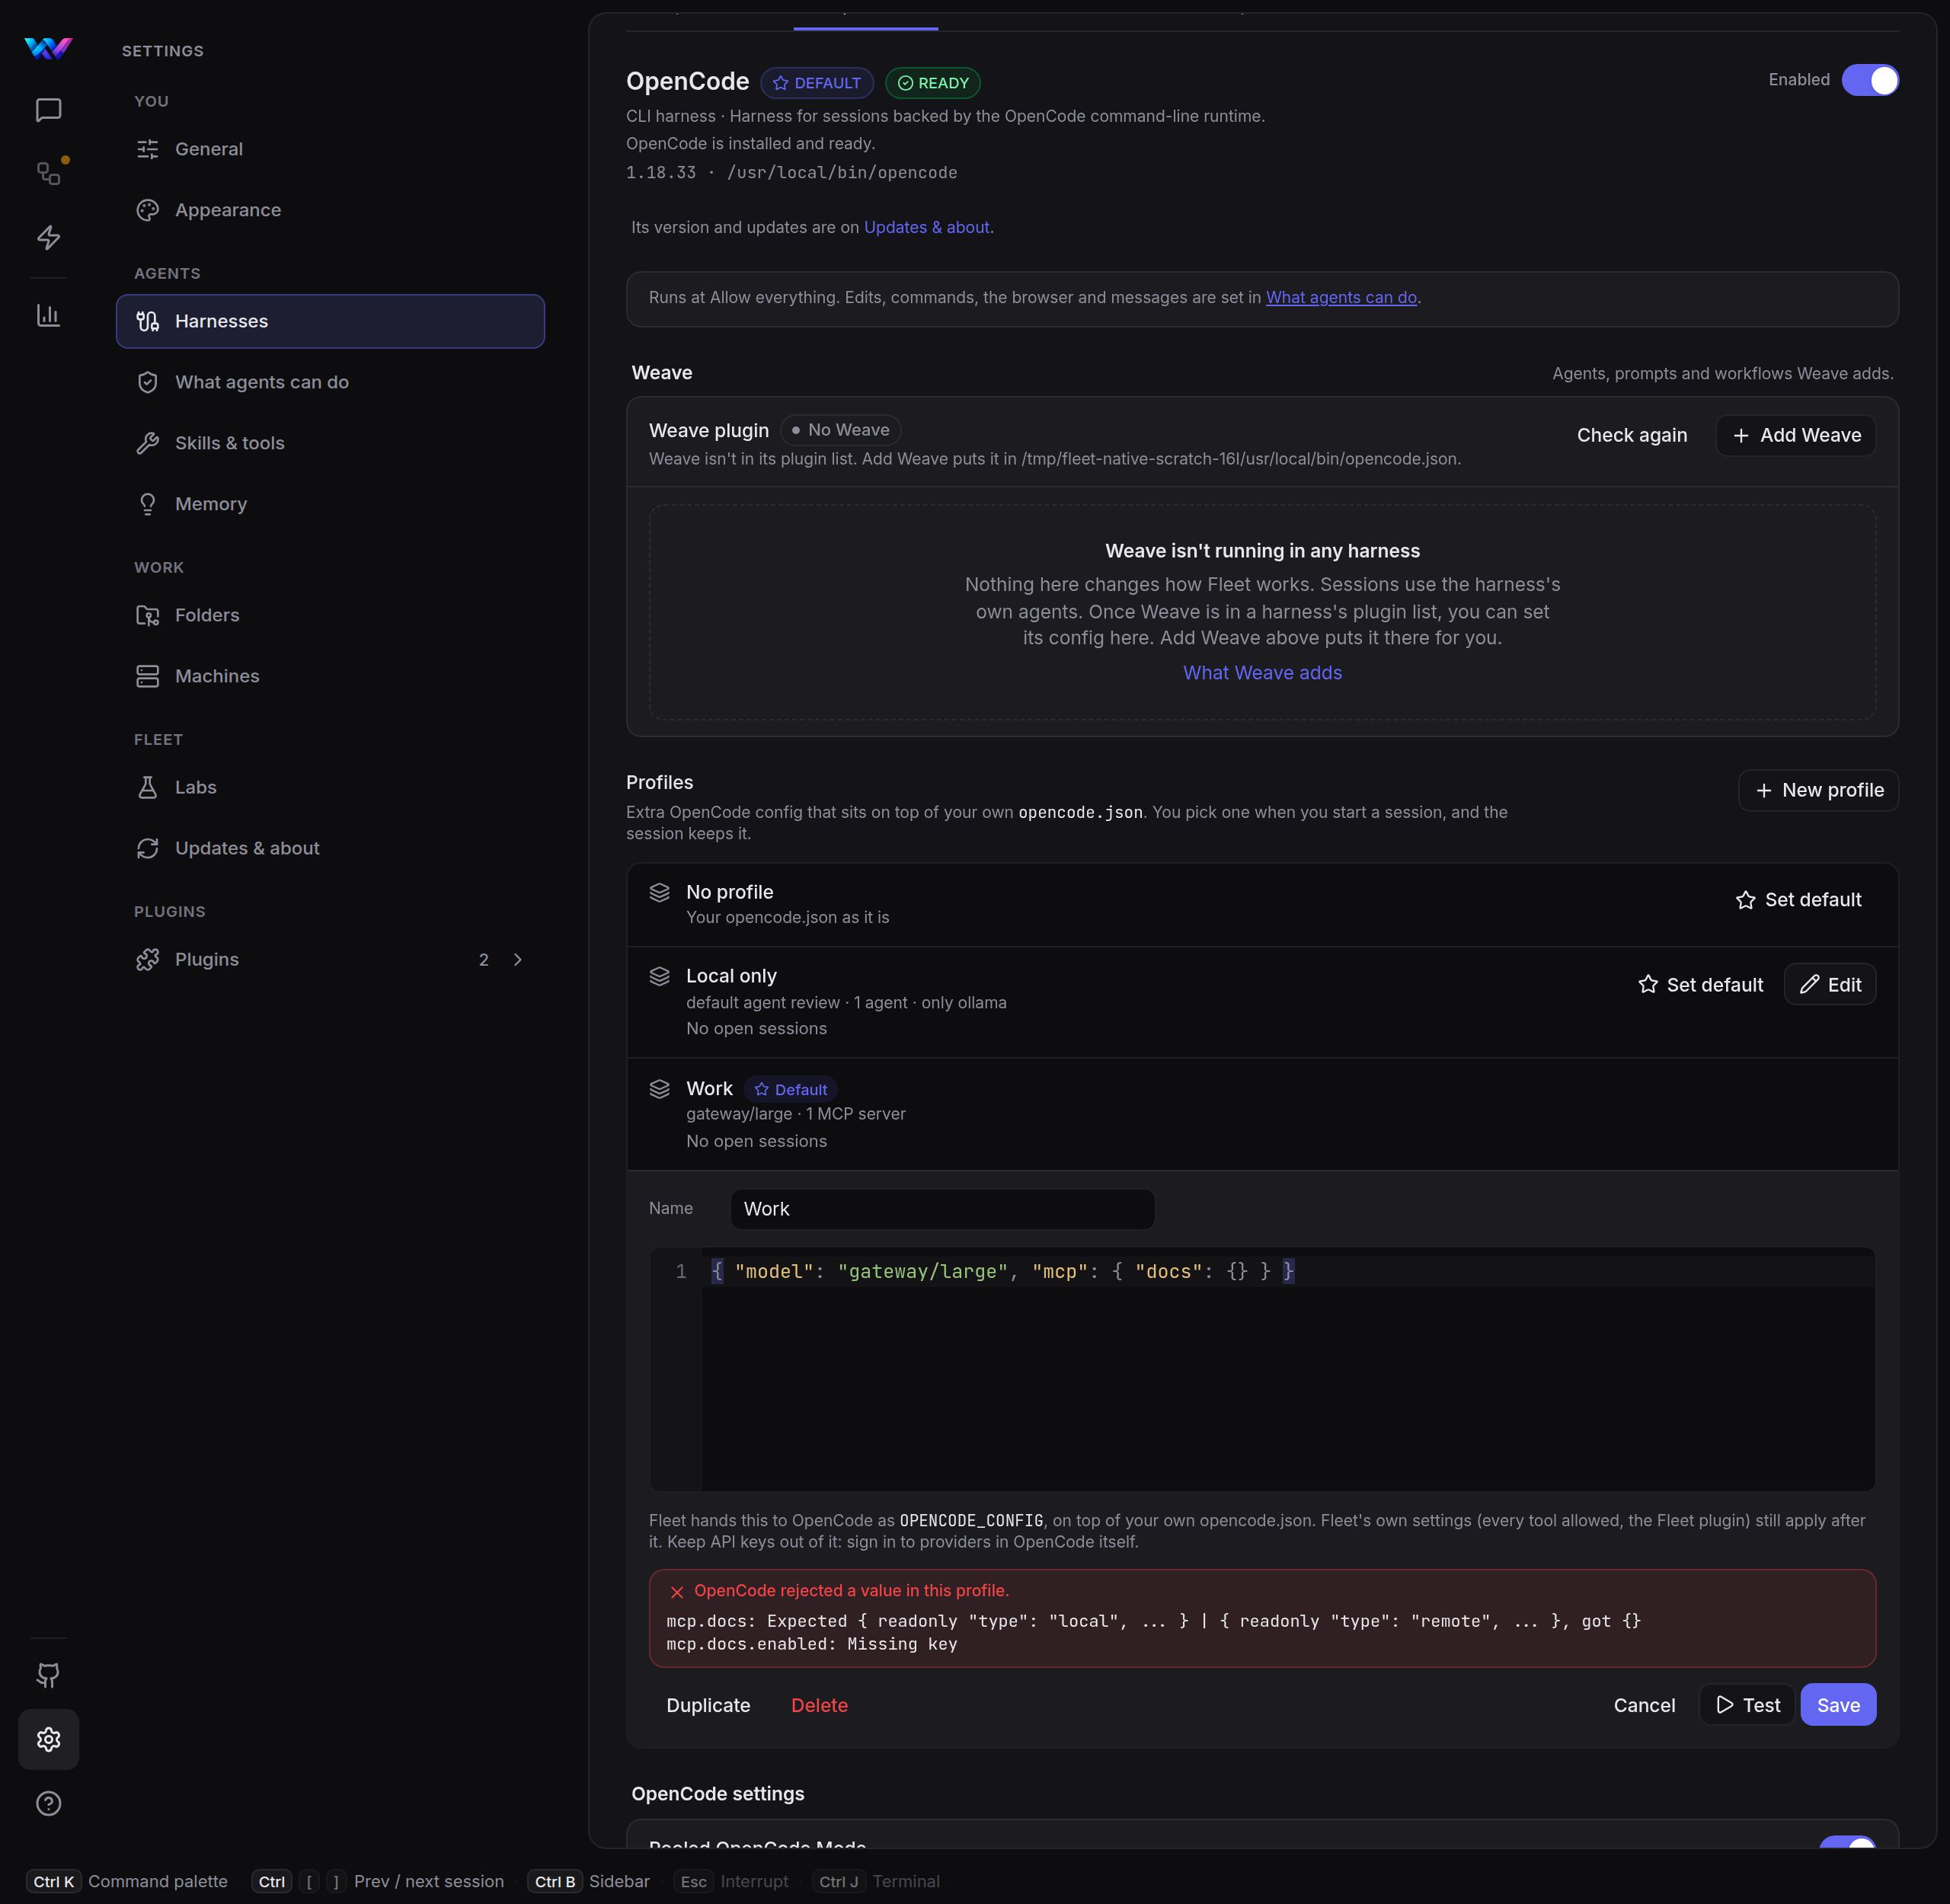 SETTINGS
YOU
General
Appearance
AGENTS
Harnesses
What agents can do
Skills & tools
Memory
WORK
Folders
Machines
FLEET
Labs
Updates & about
PLUGINS
Plugins 2
OpenCode DEFAULT READY
Enabled
CLI harness · Harness for sessions backed by the OpenCode command-line runtime.
OpenCode is installed and ready.
1.18.33 · /usr/local/bin/opencode
Its version and updates are on Updates & about.
Runs at Allow everything. Edits, commands, the browser and messages are set in What agents can do.
Weave
Agents, prompts and workflows Weave adds.
Weave plugin No Weave
Check again
Add Weave
Weave isn't in its plugin list. Add Weave puts it in /tmp/fleet-native-scratch-16l/usr/local/bin/opencode.json.
Weave isn't running in any harness
Nothing here changes how Fleet works. Sessions use the harness's
own agents. Once Weave is in a harness's plugin list, you can set
its config here. Add Weave above puts it there for you.
What Weave adds
Profiles
New profile
Extra OpenCode config that sits on top of your own opencode.json. You pick one when you start a session, and the
session keeps it.
No profile
Your opencode.json as it is
Set default
Local only
default agent review · 1 agent · only ollama
No open sessions
Set default
Edit
Work Default
gateway/large · 1 MCP server
No open sessions
Name Work
1 { "model": "gateway/large", "mcp": { "docs": {} } }
Fleet hands this to OpenCode as OPENCODE_CONFIG, on top of your own opencode.json. Fleet's own settings (every tool allowed, the Fleet plugin) still apply after
it. Keep API keys out of it: sign in to providers in OpenCode itself.
OpenCode rejected a value in this profile.
mcp.docs: Expected { readonly "type": "local", ... } | { readonly "type": "remote", ... }, got {}
mcp.docs.enabled: Missing key
Duplicate
Delete
Cancel
Test
Save
OpenCode settings
Pooled OpenCode Mode
Ctrl K Command palette Ctrl [ ] Prev / next session Ctrl B Sidebar Esc Interrupt Ctrl J Terminal